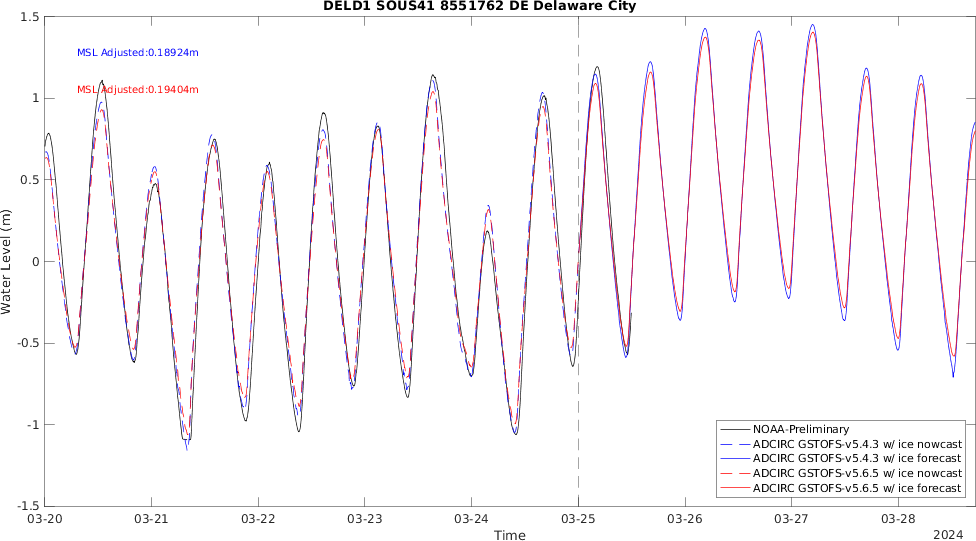 DELD1 SOUS41 8551762 DE Delaware City
MSL Adjusted:0.18924m
MSL Adjusted:0.19404m
1.5
1
0.5
0
-0.5
-1
-1.5
Water Level (m)
NOAA-Preliminary
ADCIRC GSTOFS-v5.4.3 w/ ice nowcast
ADCIRC GSTOFS-v5.4.3 w/ ice forecast
ADCIRC GSTOFS-v5.6.5 w/ ice nowcast
ADCIRC GSTOFS-v5.6.5 w/ ice forecast
03-20 03-21 03-22 03-23 03-24 03-25 03-26 03-27 03-28
Time
2024